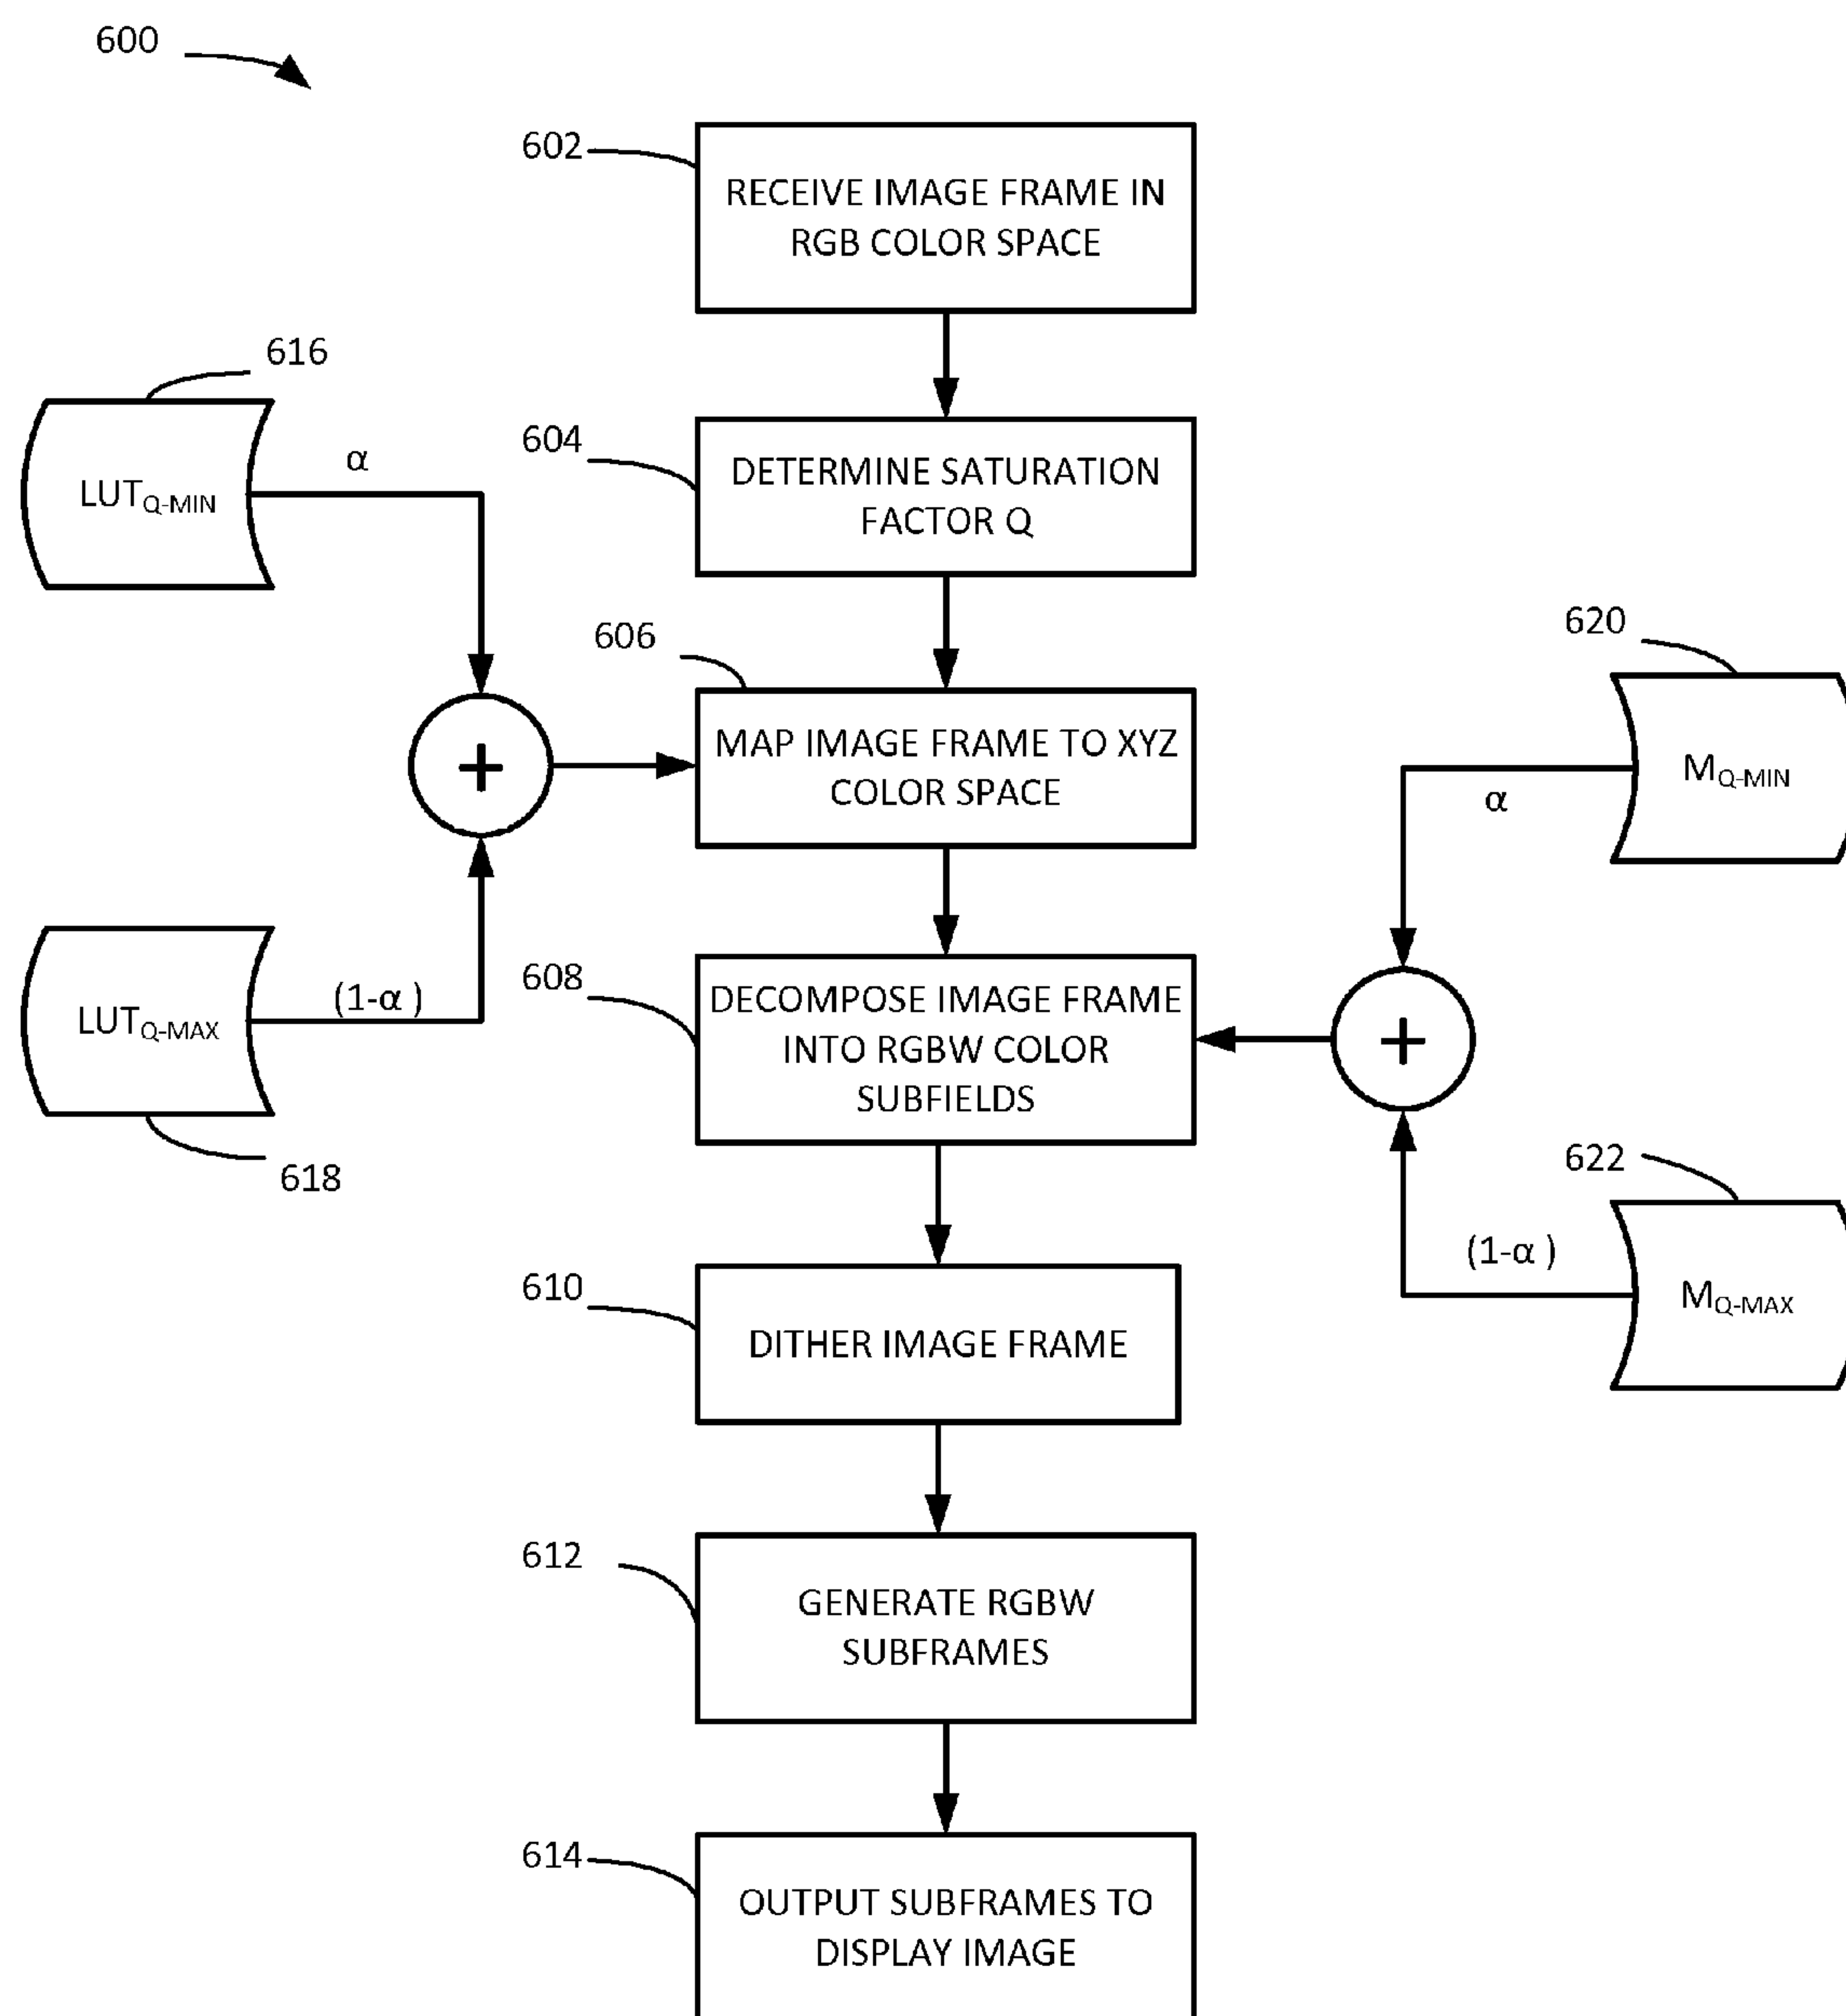 600
602
RECEIVE IMAGE FRAME IN
RGB COLOR SPACE
616
604
DETERMINE SATURATION
FACTOR Q
α
LUTQ-MIN
606
MAP IMAGE FRAME TO XYZ
COLOR SPACE
+
620
MQ-MIN
α
608
DECOMPOSE IMAGE FRAME
INTO RGBW COLOR
SUBFIELDS
LUTQ-MAX
(1-α )
618
+
622
MQ-MAX
(1-α )
610
DITHER IMAGE FRAME
612
GENERATE RGBW
SUBFRAMES
614
OUTPUT SUBFRAMES TO
DISPLAY IMAGE